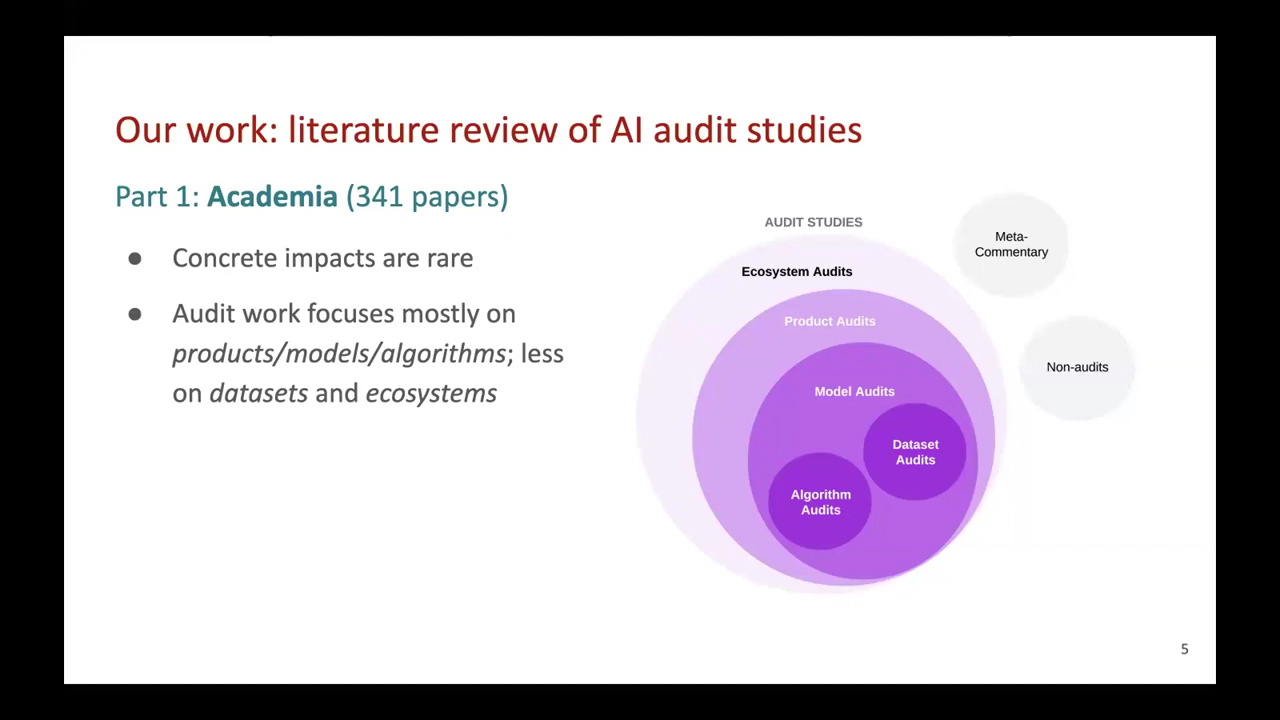 Our work: literature review of AI audit studies
Part 1: Academia (341 papers)
● Concrete impacts are rare
● Audit work focuses mostly on
products/models/algorithms; less
on datasets and ecosystems
AUDIT STUDIES
Ecosystem Audits
Product Audits
Model Audits
Dataset
Audits
Algorithm
Audits
Meta-
Commentary
Non-audits
5